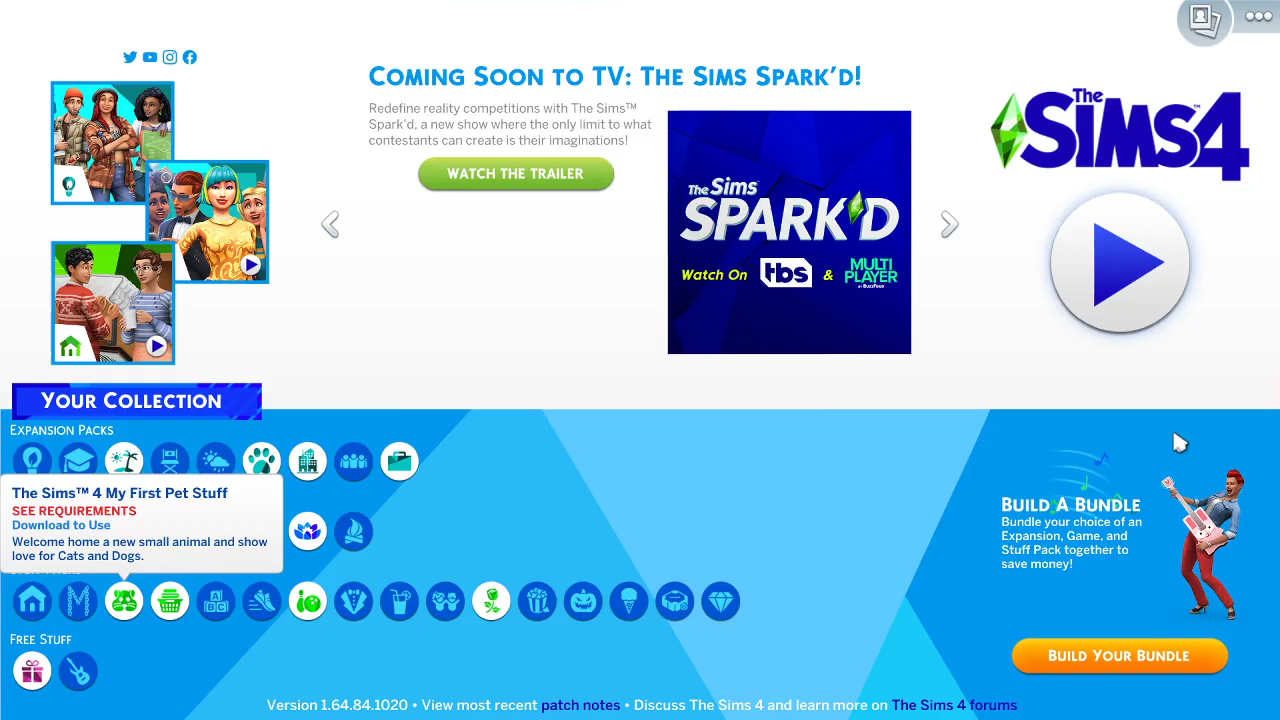 COMING SOON TO TV: THE SIMS SPARK'D!
Redefine reality competitions with The Sims™
Spark'd, a new show where the only limit to what
contestants can create is their imaginations!
WATCH THE TRAILER
The Sims
SPARK'D
Watch On tbs & MULTI PLAYER
BY BUZZFEED
The SIMS 4™
YOUR COLLECTION
EXPANSION PACKS
The Sims™ 4 My First Pet Stuff
SEE REQUIREMENTS
Download to Use
Welcome home a new small animal and show
love for Cats and Dogs.
ABC
FREE STUFF
BUILD A BUNDLE
Bundle your choice of an
Expansion, Game, and
Stuff Pack together to
save money!
BUILD YOUR BUNDLE
Version 1.64.84.1020 • View most recent patch notes • Discuss The Sims 4 and learn more on The Sims 4 forums